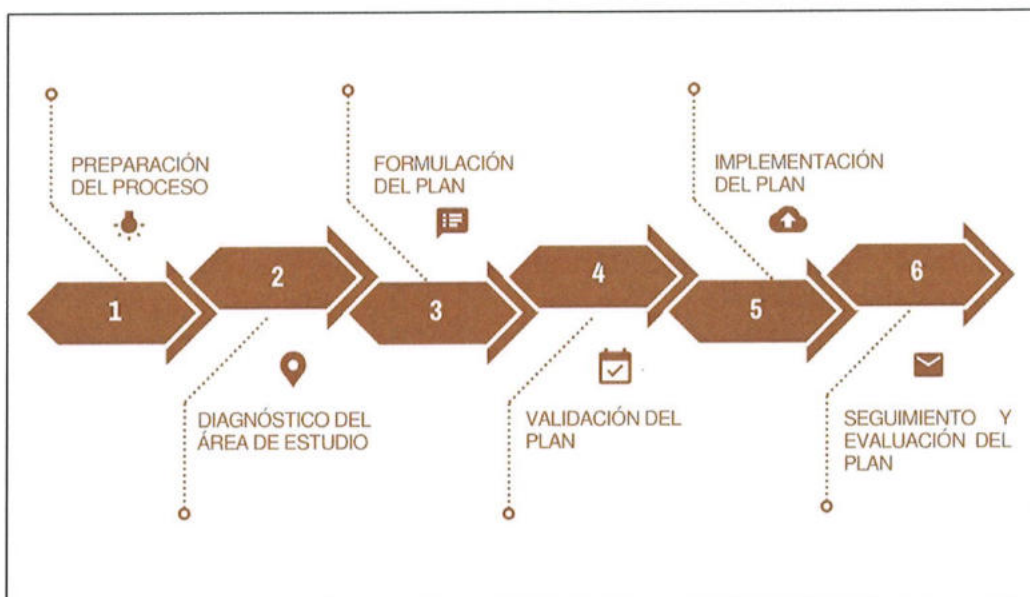 PREPARACIÓN
DEL PROCESO
1
2
DIAGNÓSTICO DEL
ÁREA DE ESTUDIO
FORMULACIÓN
DEL PLAN
3
4
VALIDACIÓN DEL
PLAN
IMPLEMENTACIÓN
DEL PLAN
5
6
SEGUIMIENTO Y
EVALUACIÓN DEL
PLAN